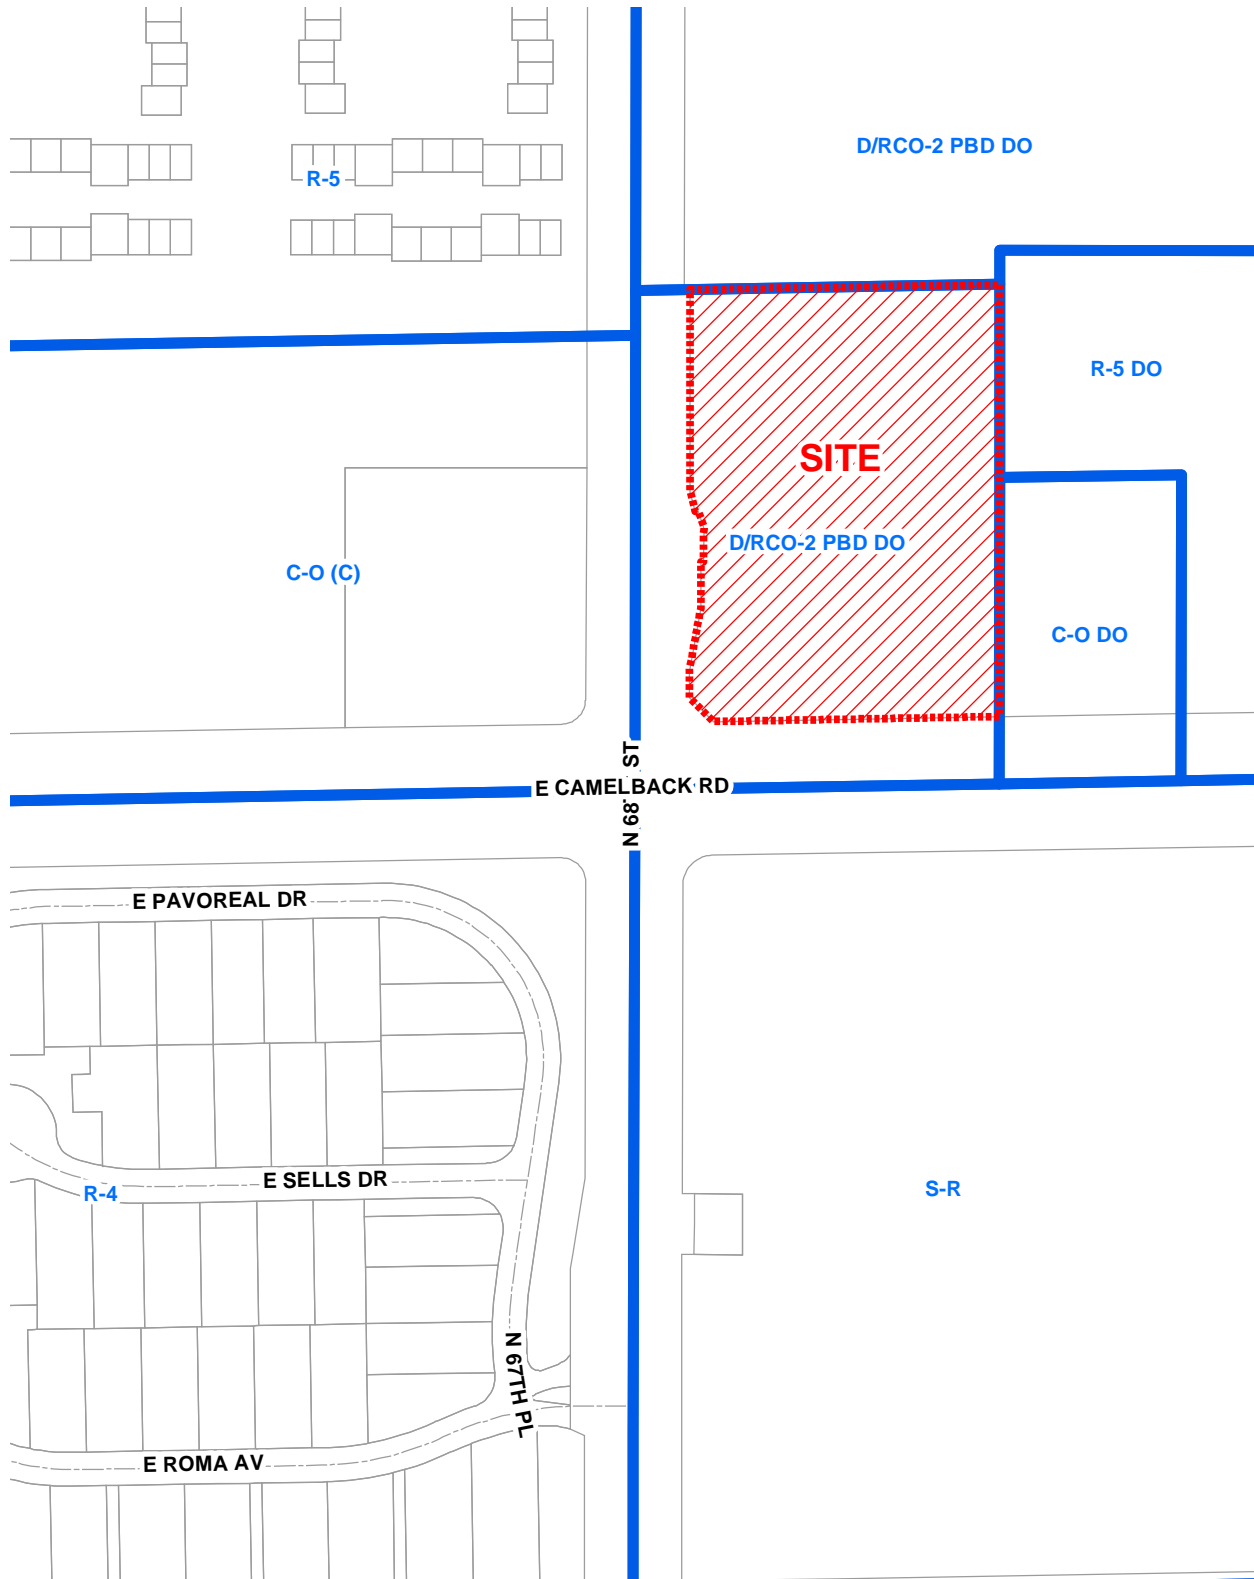 D/RCO-2 PBD DO
R-5
R-5 DO
SITE
D/RCO-2 PBD DO
C-O (C)
C-O DO
N 68 ST
E CAMELBACK RD
E PAVOREAL DR
E SELLS DR
R-4
S-R
N 67TH PL
E ROMA AV